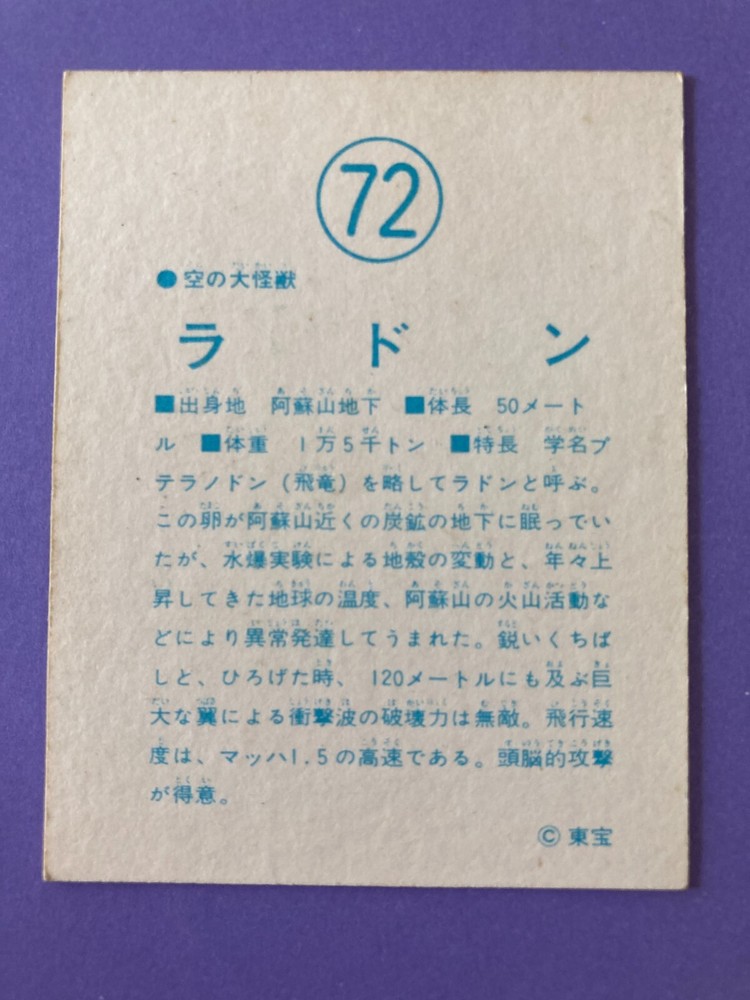 72
●空の大怪獣
ラドン
■出身地 阿蘇山地下 ■体長 50メート
ル ■体重 1万5千トン ■特長 学名プ
テラノドン(飛竜)を略してラドンと呼ぶ。
この卵が阿蘇山近くの炭鉱の地下に眠ってい
たが、水爆実験による地殻の変動と、年々上
昇してきた地球の温度、阿蘇山の火山活動な
どにより異常発達してうまれた。鋭いくちば
しと、ひろげた時、120メートルにも及ぶ巨
大な翼による衝撃波の破壊力は無敵。飛行速
度は、マッハ1.5の高速である。頭脳的攻撃
が得意。
©東宝